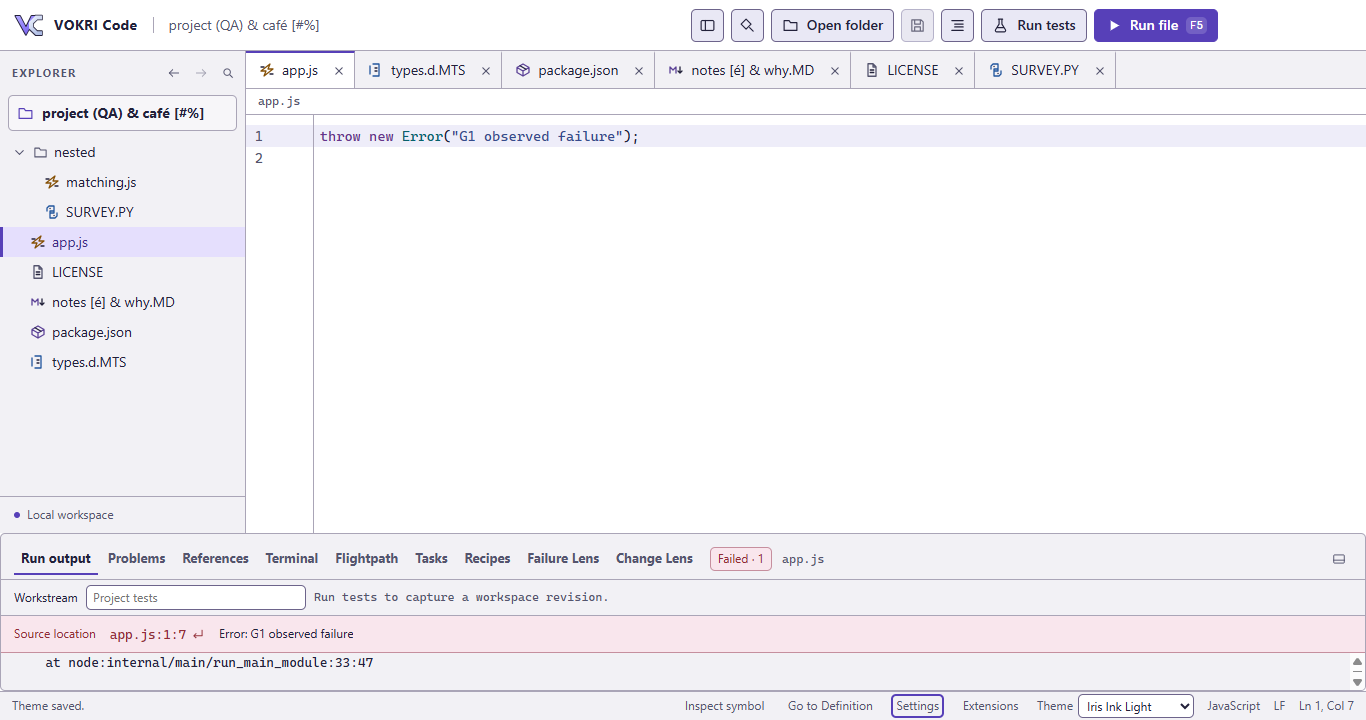 VOKRI Code project (QA) & café [#%] Open folder Run tests Run file F5
EXPLORER
project (QA) & café [#%]
nested
matching.js
SURVEY.PY
app.js
LICENSE
notes [é] & why.MD
package.json
types.d.MTS
Local workspace
app.js types.d.MTS package.json notes [é] & why.MD LICENSE SURVEY.PY
app.js
1 throw new Error("G1 observed failure");
2
Run output Problems References Terminal Flightpath Tasks Recipes Failure Lens Change Lens Failed · 1 app.js
Workstream Project tests Run tests to capture a workspace revision.
Source location app.js:1:7 ↵ Error: G1 observed failure
at node:internal/main/run_main_module:33:47
Theme saved. Inspect symbol Go to Definition Settings Extensions Theme Iris Ink Light JavaScript LF Ln 1, Col 7